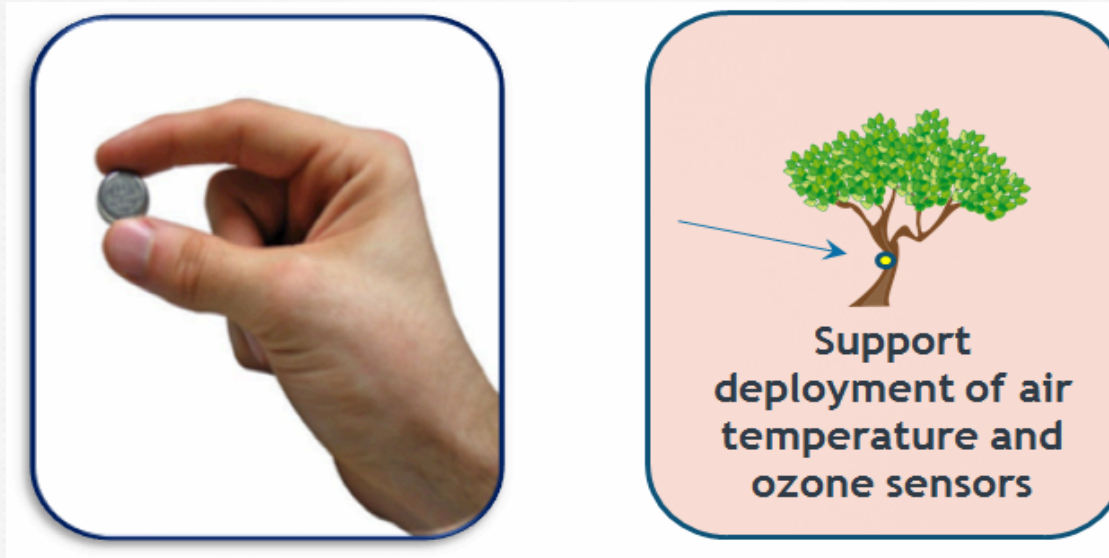 Support
deployment of air
temperature and
ozone sensors